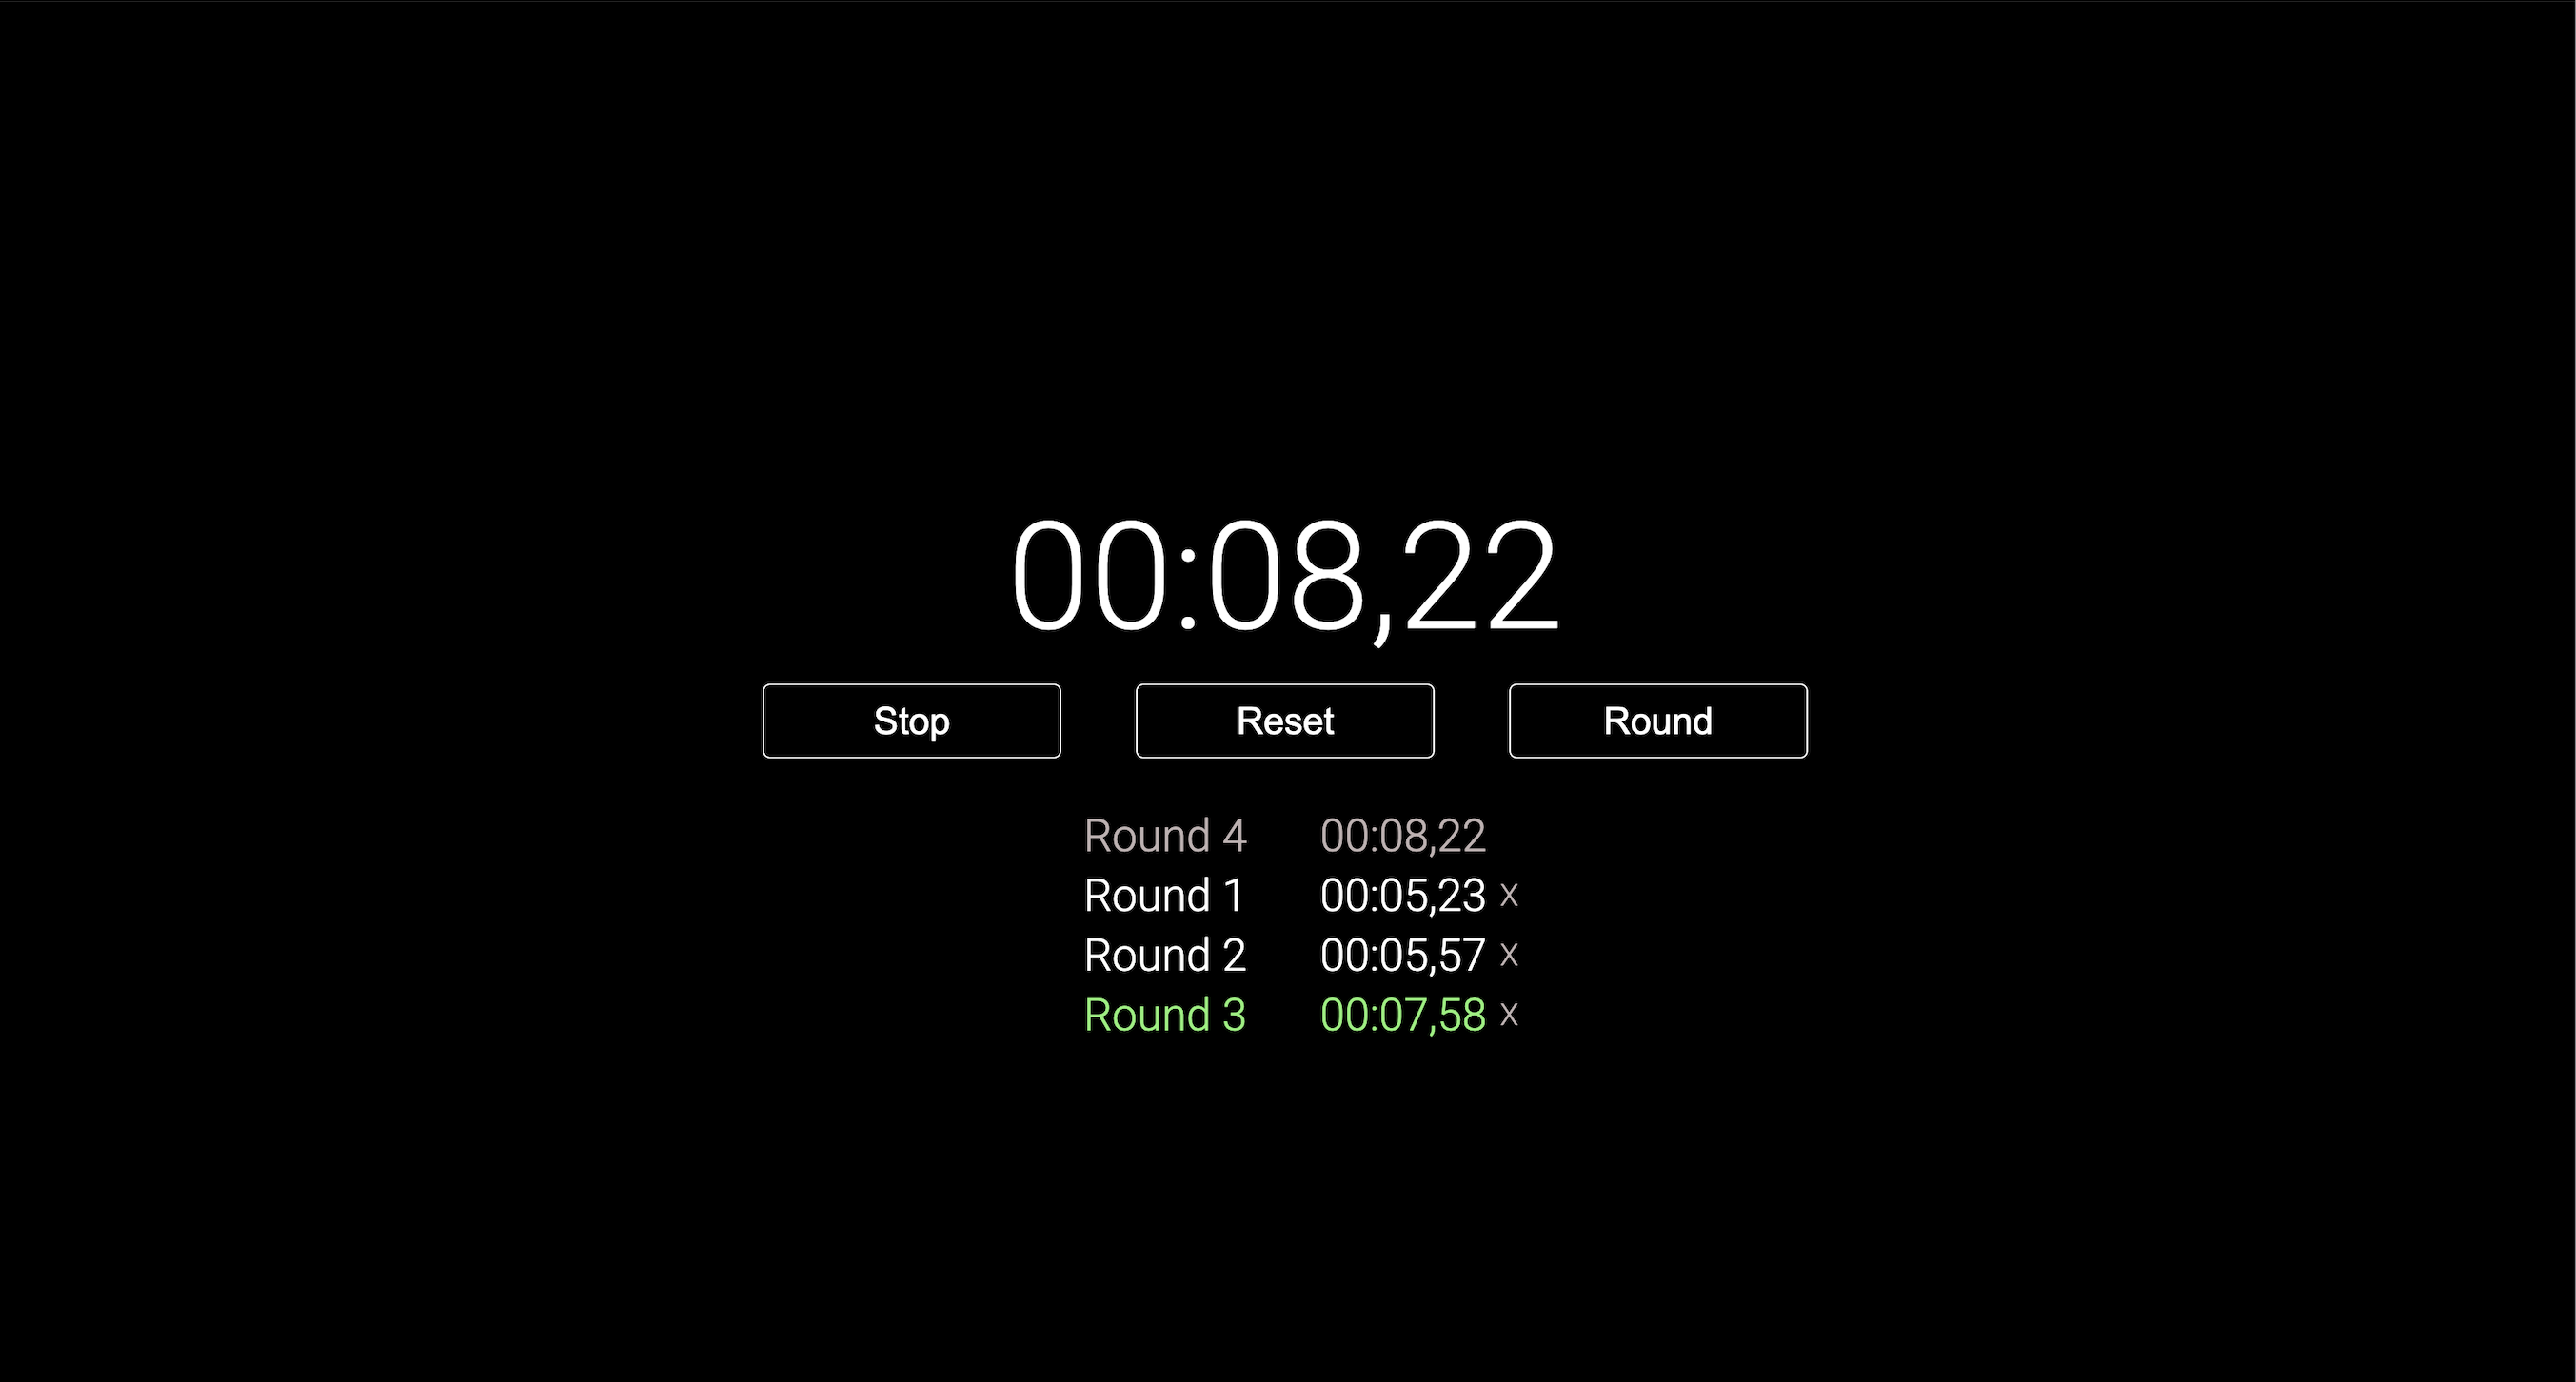 00:08,22
Stop Reset Round
Round 4 00:08,22
Round 1 00:05,23 X
Round 2 00:05,57 X
Round 3 00:07,58 X